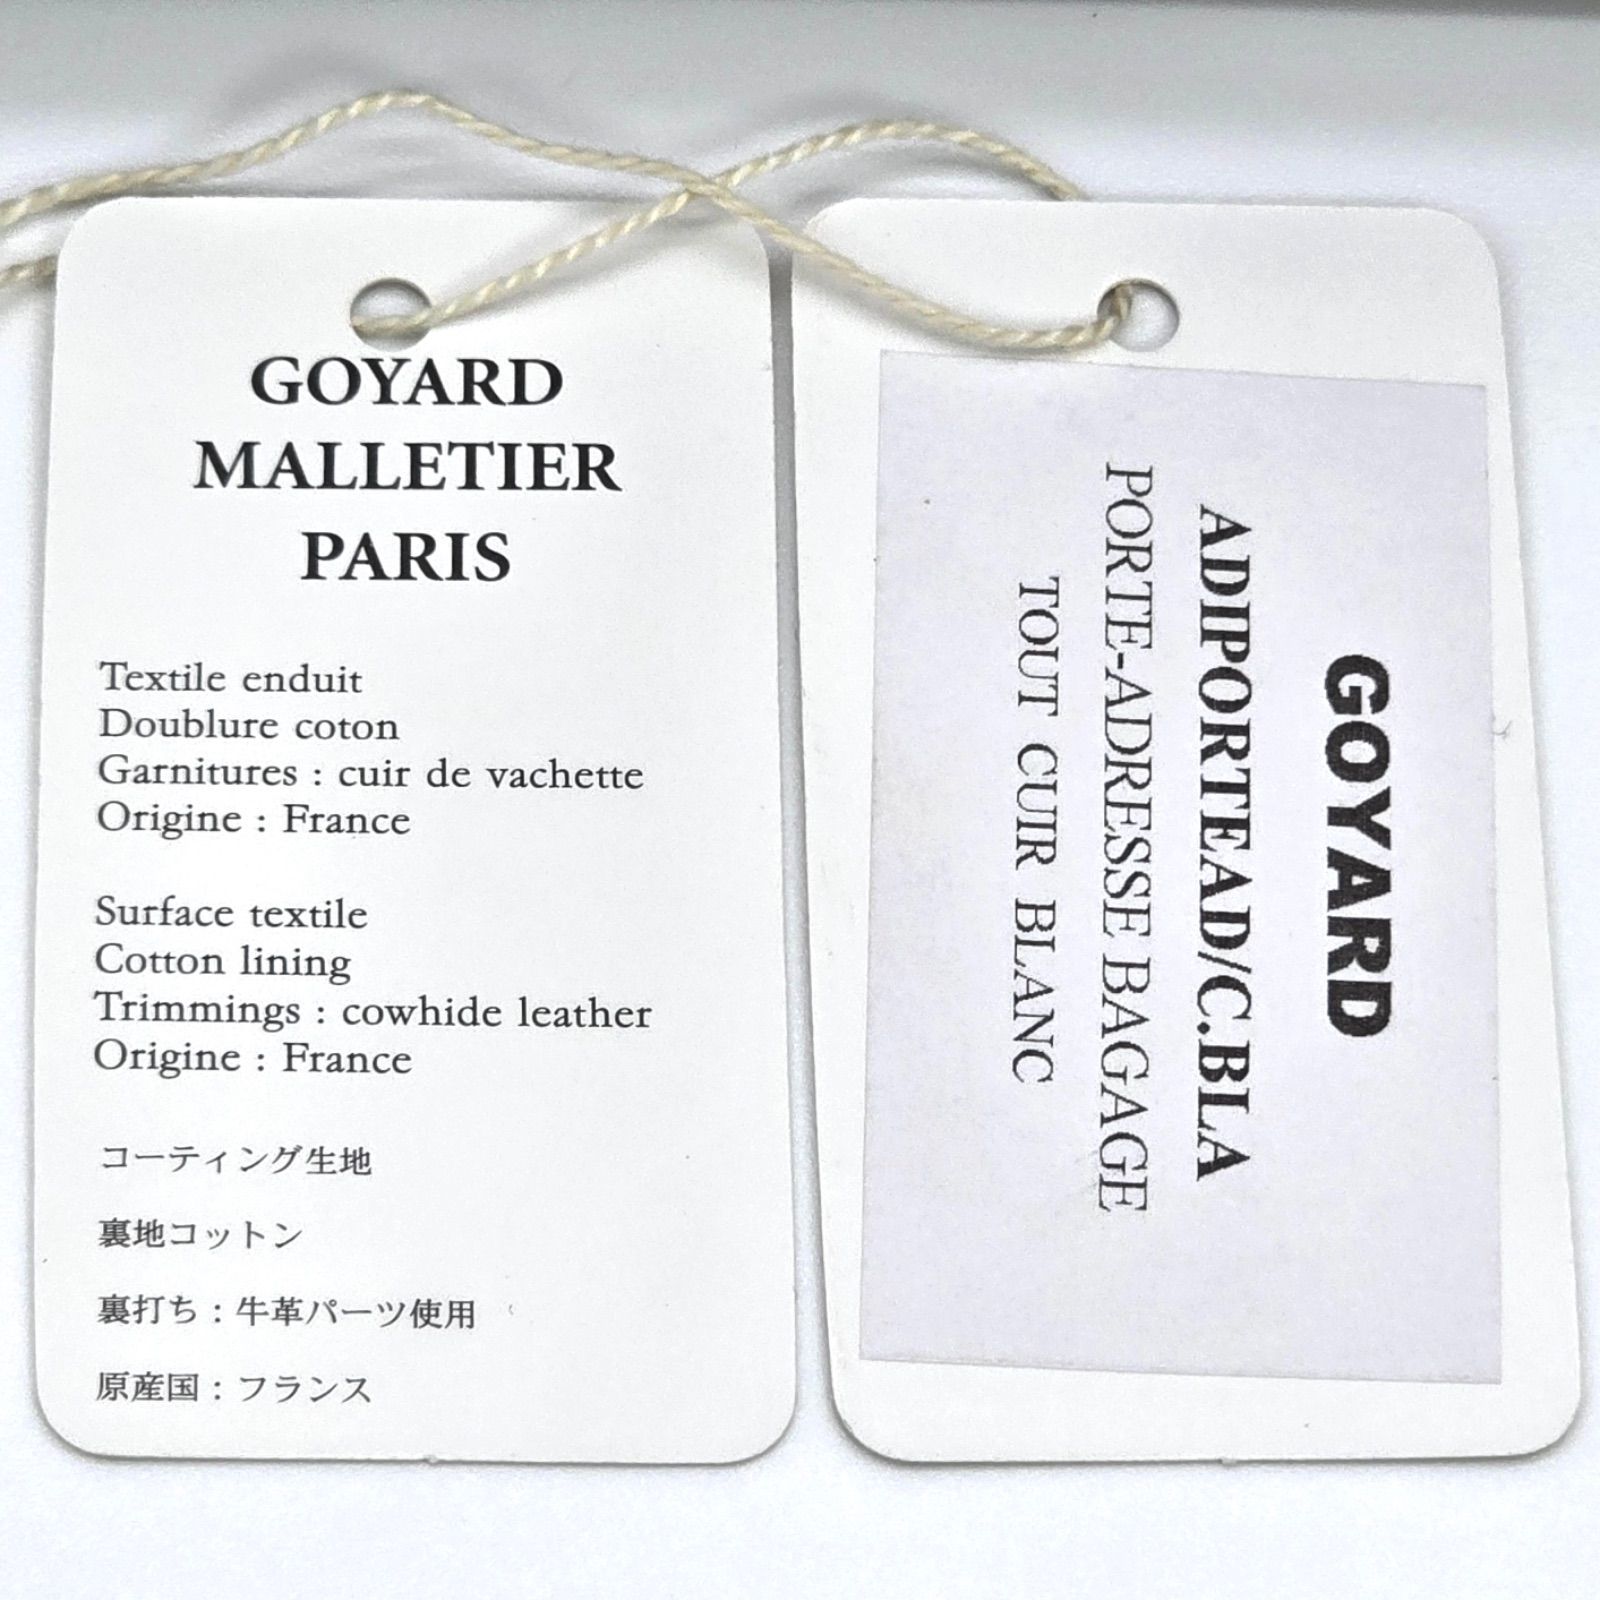 GOYARD
MALLETIER
PARIS
Textile enduit
Doublure coton
Garnitures : cuir de vachette
Origine : France
Surface textile
Cotton lining
Trimmings : cowhide leather
Origine : France
コーティング生地
裏地コットン
裏打ち : 牛革パーツ使用
原産国 : フランス
GOYARD
ADIPORTEAD/C.BLA
PORTE-ADRESSE BAGAGE
TOUT CUIR BLANC